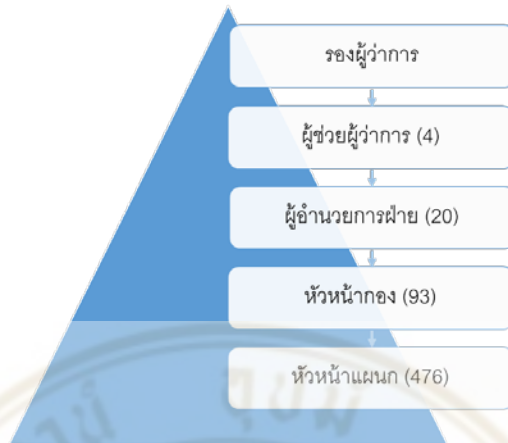 รองผู้ว่าการ
ผู้ช่วยผู้ว่าการ (4)
ผู้อำนวยการฝ่าย (20)
หัวหน้ากอง (93)
หัวหน้าแผนก (476)